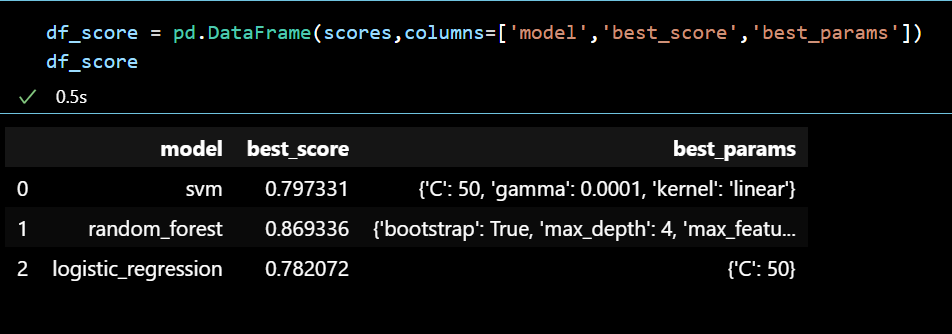 df_score = pd.DataFrame(scores,columns=['model','best_score','best_params'])
df_score
0.5s
model best_score best_params
0 svm 0.797331 {'C': 50, 'gamma': 0.0001, 'kernel': 'linear'}
1 random_forest 0.869336 {'bootstrap': True, 'max_depth': 4, 'max_featu...
2 logistic_regression 0.782072 {'C': 50}